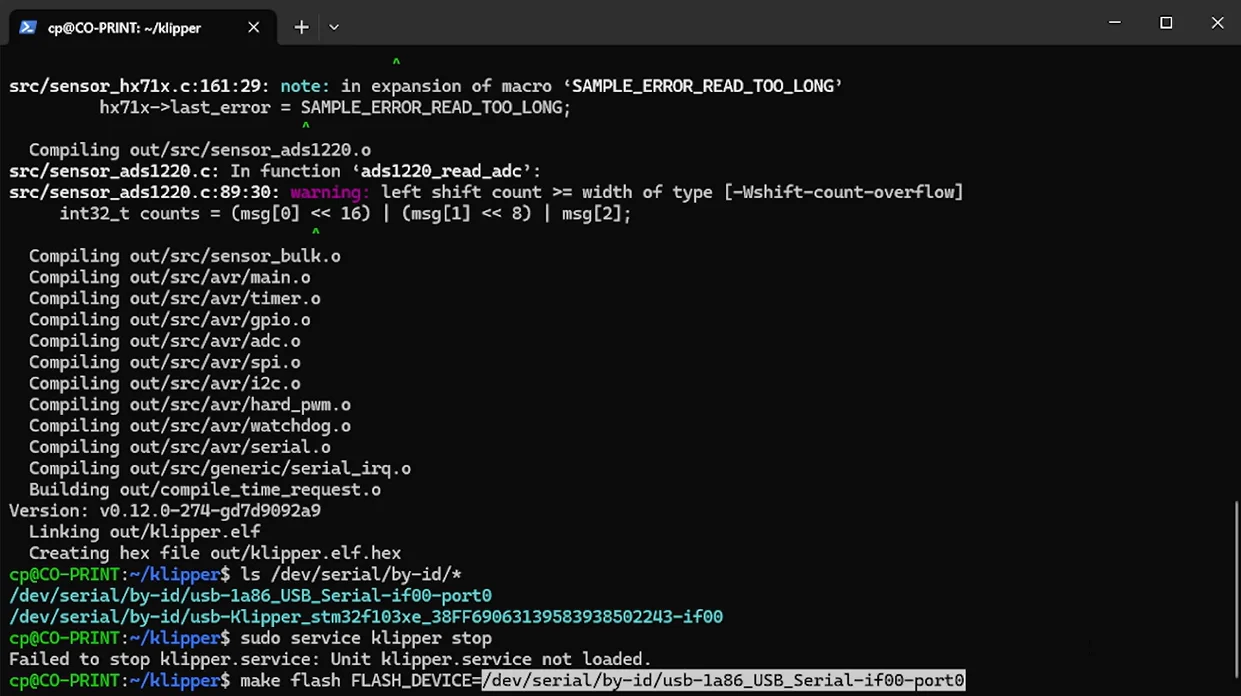 cp@CO-PRINT: ~/klipper
^
src/sensor_hx71x.c:161:29: note: in expansion of macro ‘SAMPLE_ERROR_READ_TOO_LONG’
hx71x->last_error = SAMPLE_ERROR_READ_TOO_LONG;
^
Compiling out/src/sensor_ads1220.o
src/sensor_ads1220.c: In function ‘ads1220_read_adc’:
src/sensor_ads1220.c:89:30: warning: left shift count >= width of type [-Wshift-count-overflow]
int32_t counts = (msg[0] << 16) | (msg[1] << 8) | msg[2];
^
Compiling out/src/sensor_bulk.o
Compiling out/src/avr/main.o
Compiling out/src/avr/timer.o
Compiling out/src/avr/gpio.o
Compiling out/src/avr/adc.o
Compiling out/src/avr/spi.o
Compiling out/src/avr/i2c.o
Compiling out/src/avr/hard_pwm.o
Compiling out/src/avr/watchdog.o
Compiling out/src/avr/serial.o
Compiling out/src/generic/serial_irq.o
Building out/compile_time_request.o
Version: v0.12.0-274-gd7d9092a9
Linking out/klipper.elf
Creating hex file out/klipper.elf.hex
cp@CO-PRINT:~/klipper$ ls /dev/serial/by-id/*
/dev/serial/by-id/usb-1a86_USB_Serial-if00-port0
/dev/serial/by-id/usb-Klipper_stm32f103xe_38FF69063139583938502243-if00
cp@CO-PRINT:~/klipper$ sudo service klipper stop
Failed to stop klipper.service: Unit klipper.service not loaded.
cp@CO-PRINT:~/klipper$ make flash FLASH_DEVICE=/dev/serial/by-id/usb-1a86_USB_Serial-if00-port0